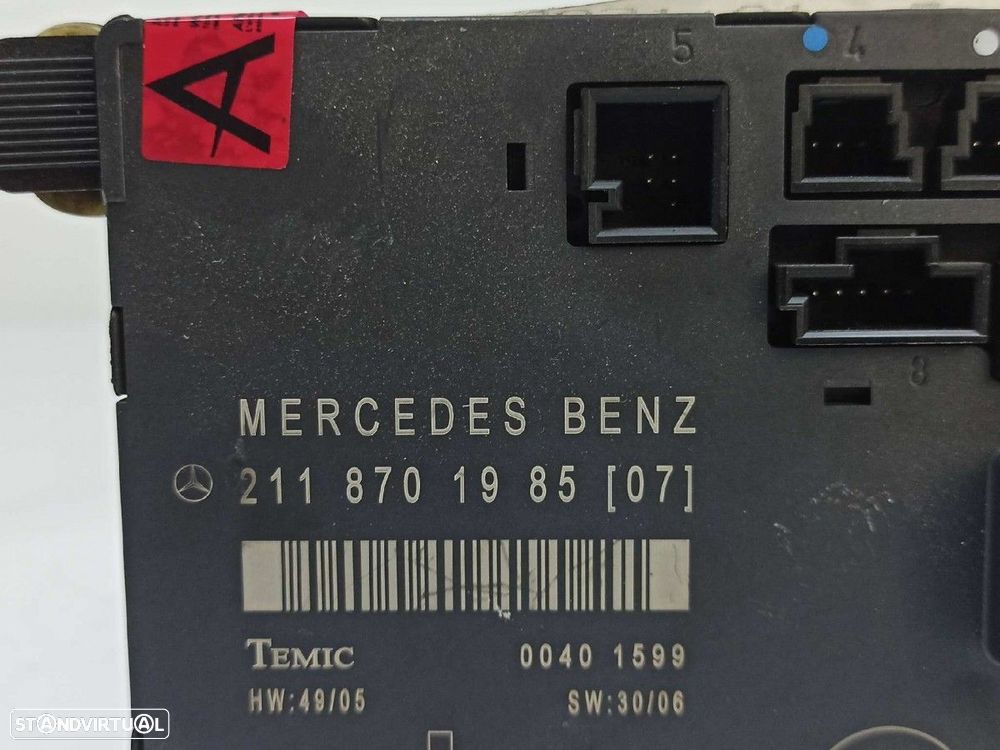 A
5
4
8
MERCEDES BENZ
211 870 19 85 [07]
TEMIC 0040 1599
HW:49/05 SW:30/06
STANDVIRTUAL